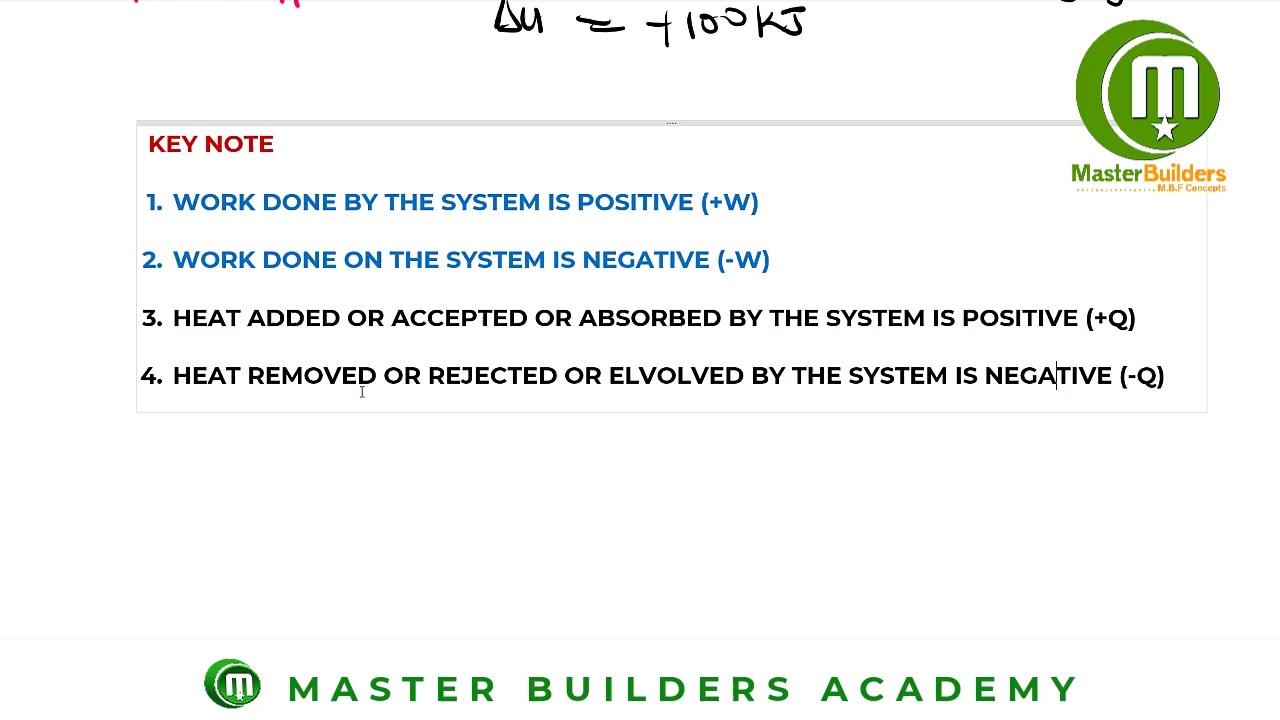 Δu = +100KJ
M
MasterBuilders
M.B.F Concepts
KEY NOTE
1. WORK DONE BY THE SYSTEM IS POSITIVE (+W)
2. WORK DONE ON THE SYSTEM IS NEGATIVE (-W)
3. HEAT ADDED OR ACCEPTED OR ABSORBED BY THE SYSTEM IS POSITIVE (+Q)
4. HEAT REMOVED OR REJECTED OR ELVOLVED BY THE SYSTEM IS NEGATIVE (-Q)
M MASTER BUILDERS ACADEMY